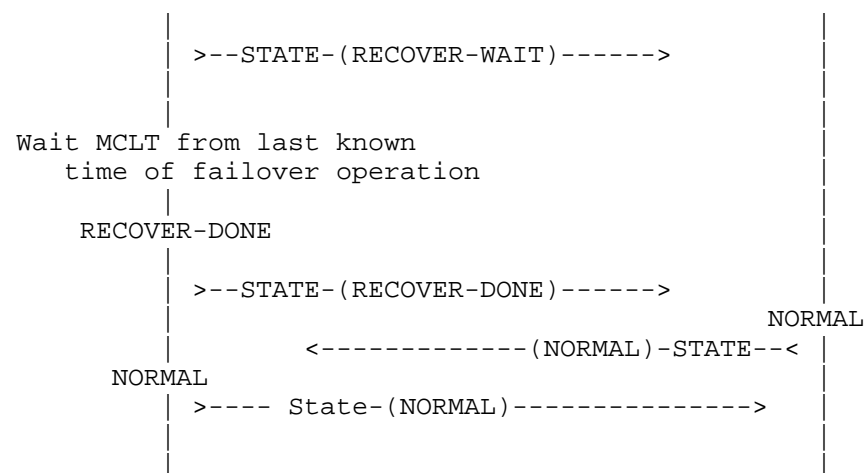 >--STATE-(RECOVER-WAIT)------>
Wait MCLT from last known
time of failover operation
RECOVER-DONE
>--STATE-(RECOVER-DONE)------>
NORMAL
<-------------(NORMAL)-STATE--<
NORMAL
>---- State-(NORMAL)--------------->